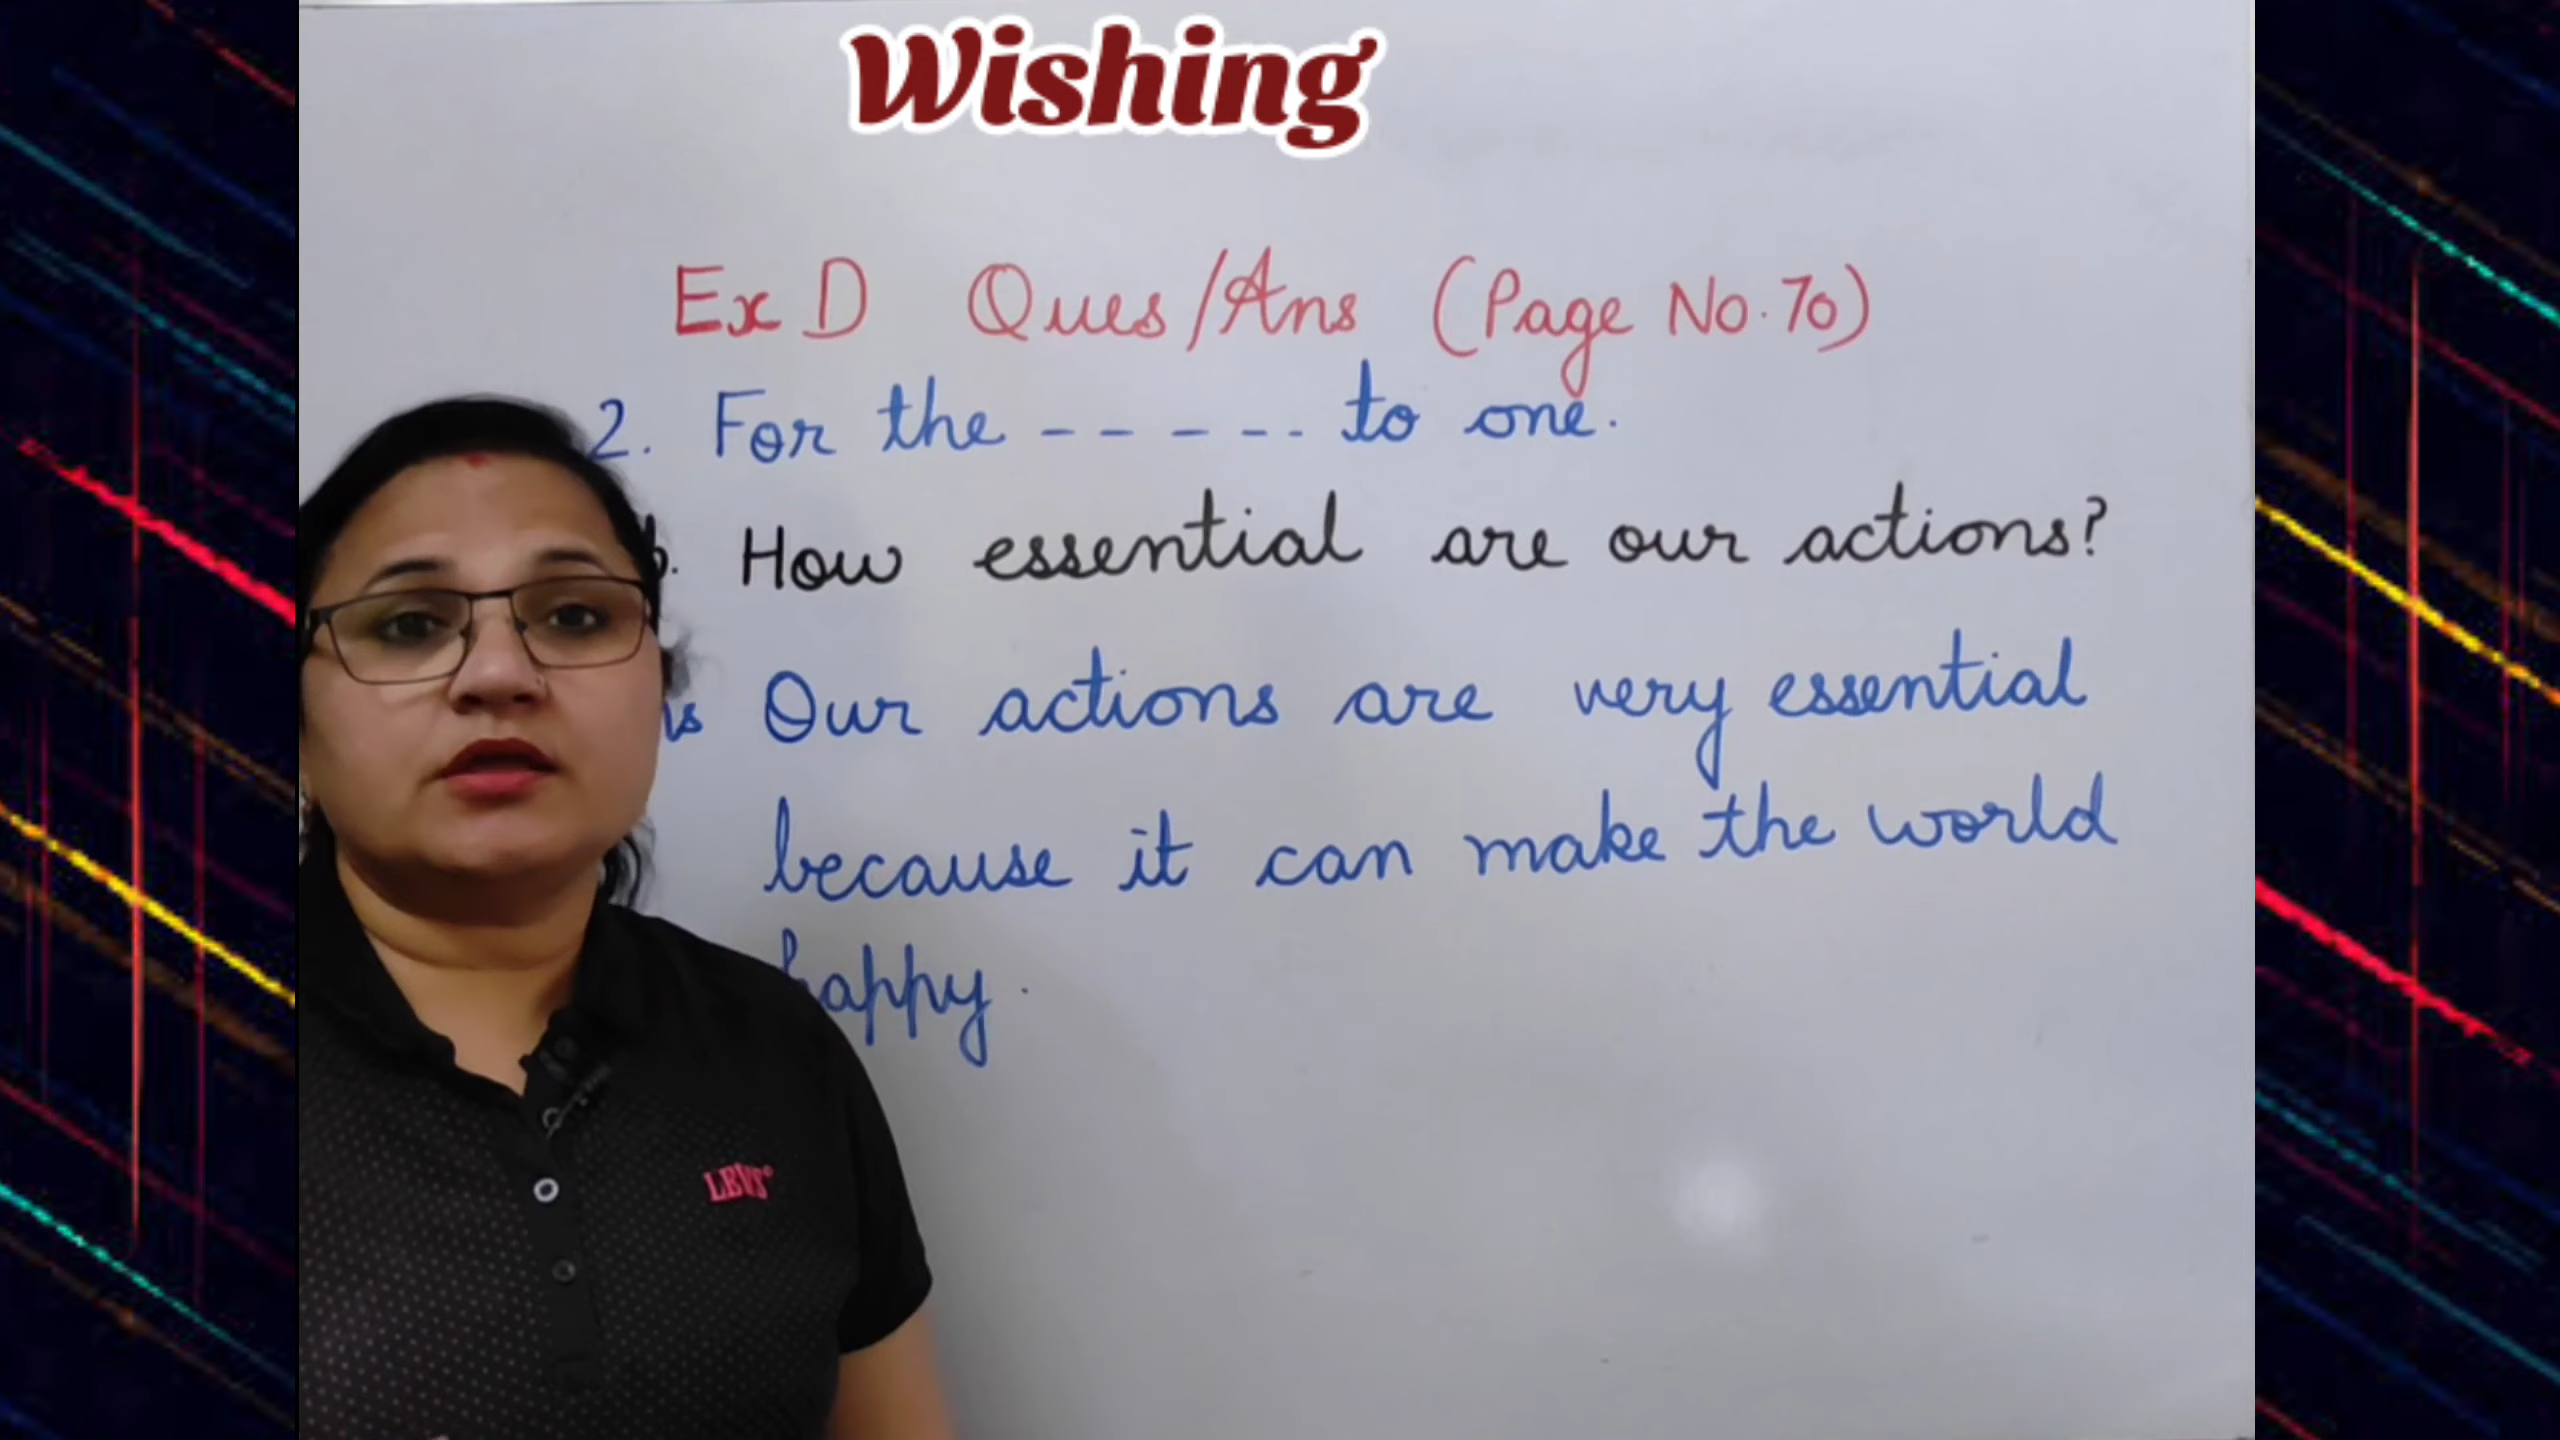 Wishing
Ex D Ques/Ans (Page No. 70)
2. For the - - - - - - to one.
b. How essential are our actions?
Our actions are very essential
because it can make the world
happy.
LEVI'S